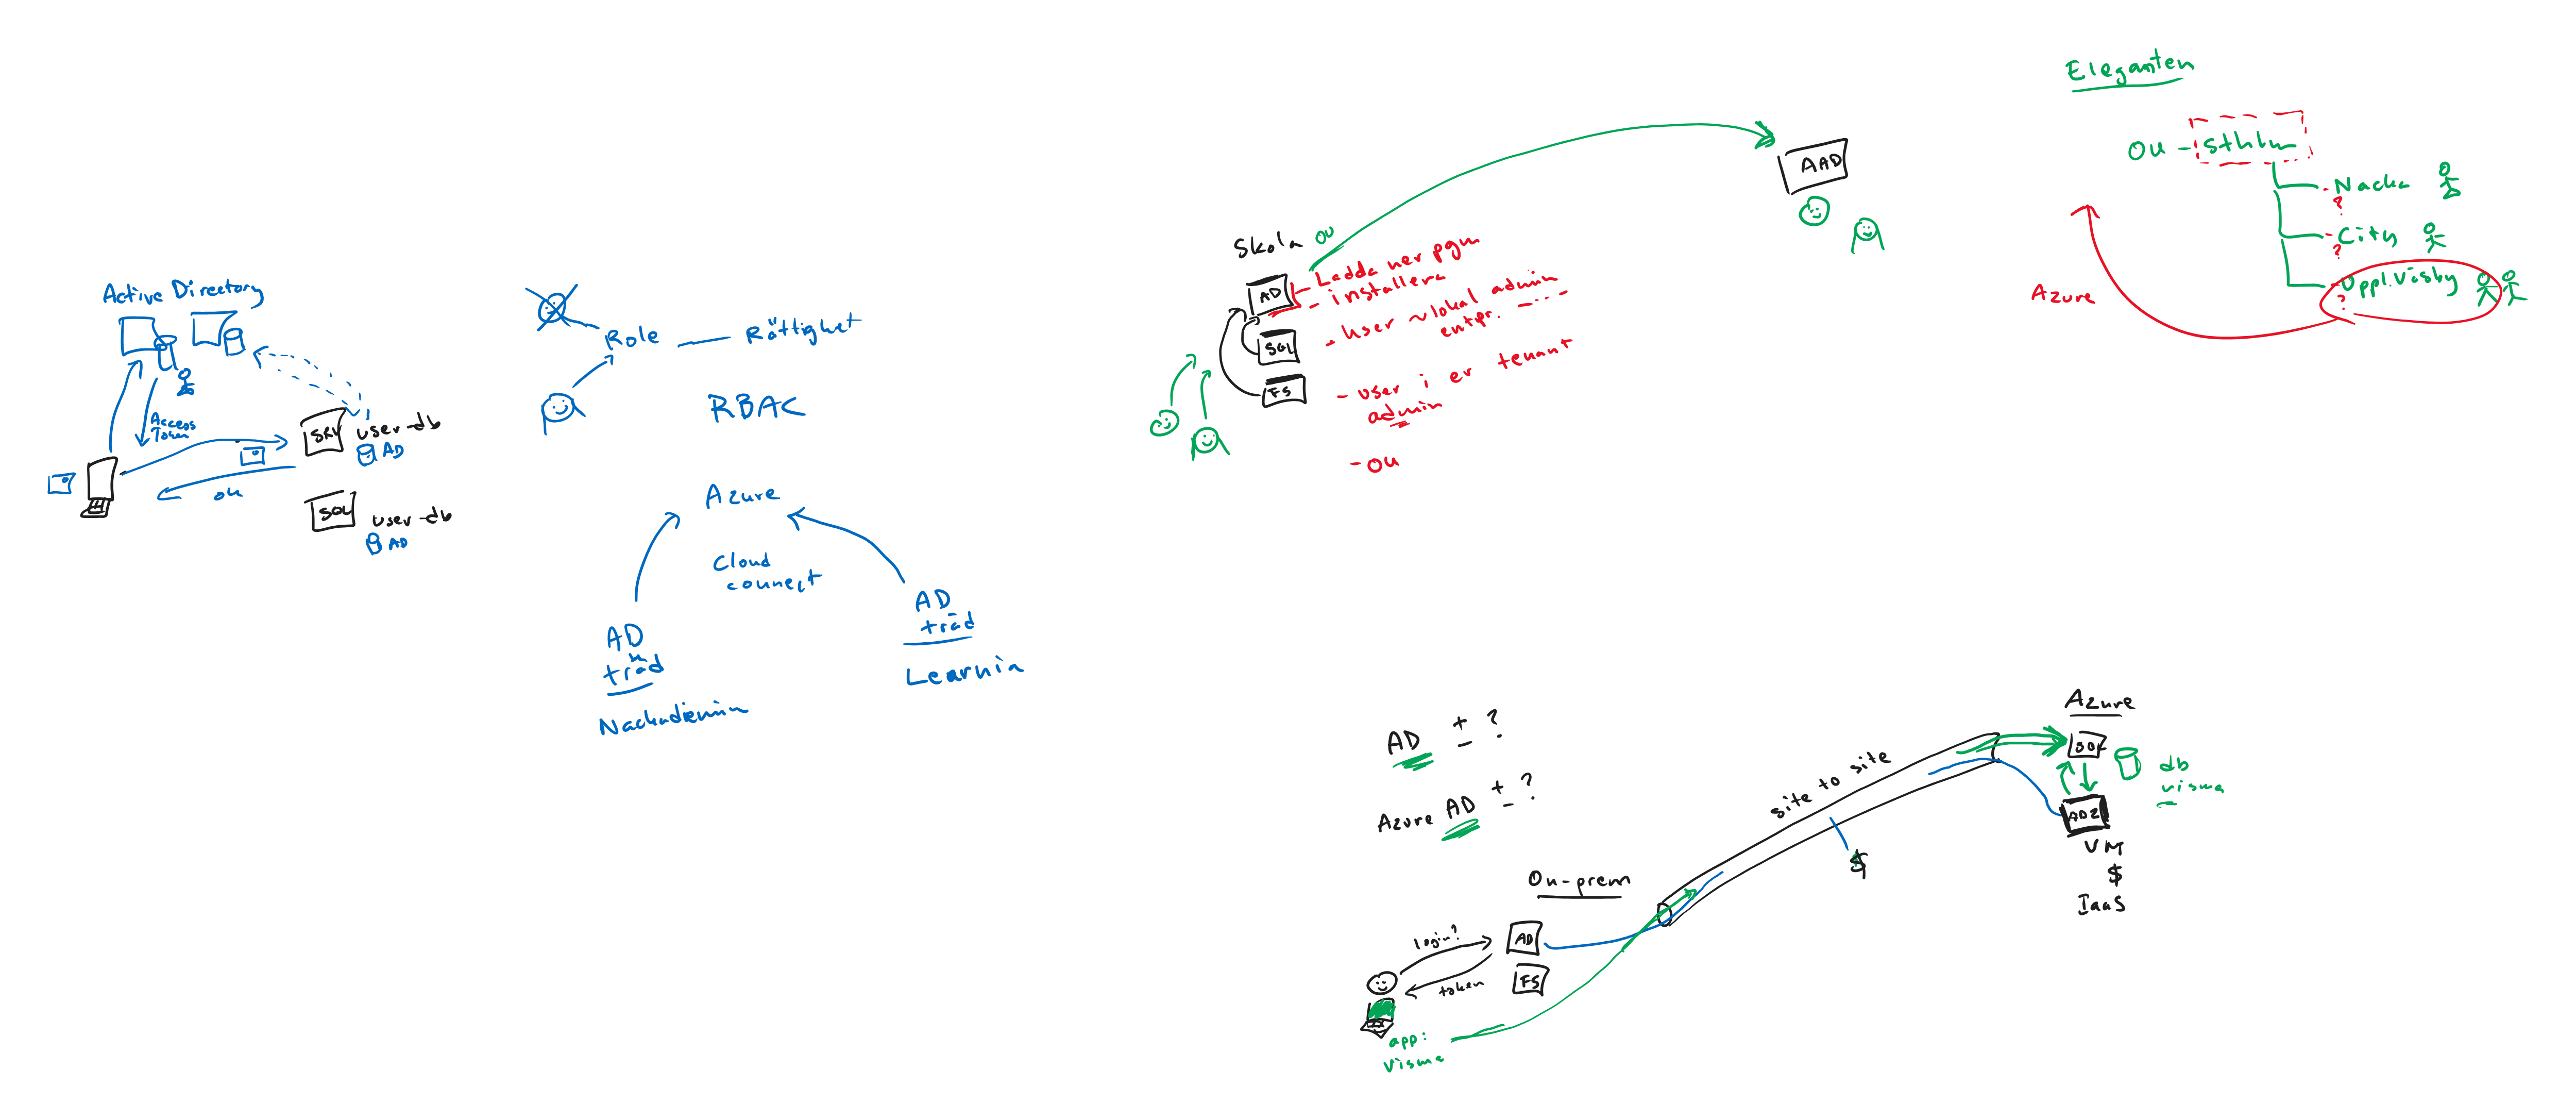 Active Directory
Access
Token
SRV
user-db
AD
ok
SQL
user-db
AD
Role
Rättighet
RBAC
Azure
Cloud
connect
AD
träd
AD
träd
Learnia
Skola
OU
AD
SQL
FS
- Ladda ner pgm
- installera
- user ~ lokal admin
entpr. ----
- user i er tenant
admin
- OU
AAD
Eleganten
OU - Sthlm
- Nacka
?
- City
?
- Uppl. Visby
?
Azure
AD ± ?
Azure AD ± ?
On-prem
login?
token
AD
FS
app:
visma
site to site
$
Azure
SQL
db
visma
AD2
VM
$
IaaS